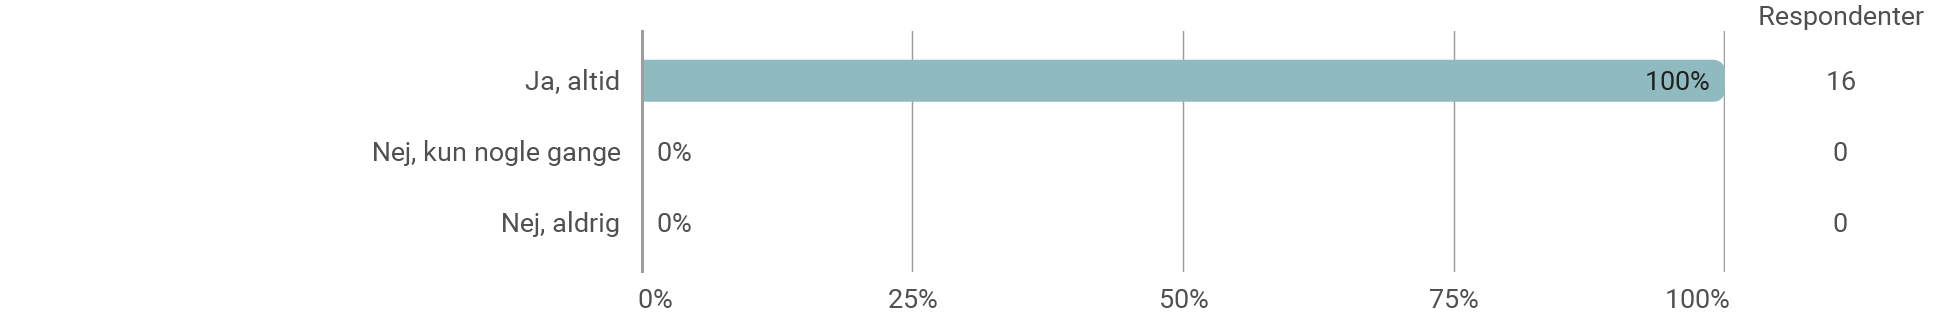 Respondenter
Ja, altid 100% 16
Nej, kun nogle gange 0% 0
Nej, aldrig 0% 0
0% 25% 50% 75% 100%